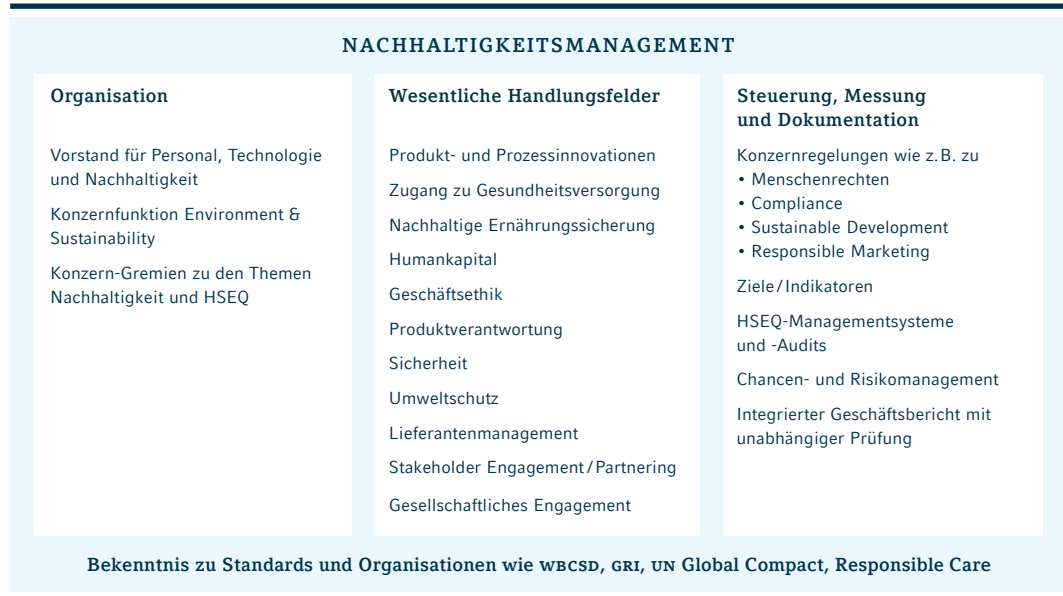 NACHHALTIGKEITSMANAGEMENT
Organisation
Vorstand für Personal, Technologie
und Nachhaltigkeit
Konzernfunktion Environment &
Sustainability
Konzern-Gremien zu den Themen
Nachhaltigkeit und HSEQ
Wesentliche Handlungsfelder
Produkt- und Prozessinnovationen
Zugang zu Gesundheitsversorgung
Nachhaltige Ernährungssicherung
Humankapital
Geschäftsethik
Produktverantwortung
Sicherheit
Umweltschutz
Lieferantenmanagement
Stakeholder Engagement / Partnering
Gesellschaftliches Engagement
Steuerung, Messung
und Dokumentation
Konzernregelungen wie z. B. zu
• Menschenrechten
• Compliance
• Sustainable Development
• Responsible Marketing
Ziele / Indikatoren
HSEQ-Managementsysteme
und -Audits
Chancen- und Risikomanagement
Integrierter Geschäftsbericht mit
unabhängiger Prüfung
Bekenntnis zu Standards und Organisationen wie WBCSD, GRI, UN Global Compact, Responsible Care